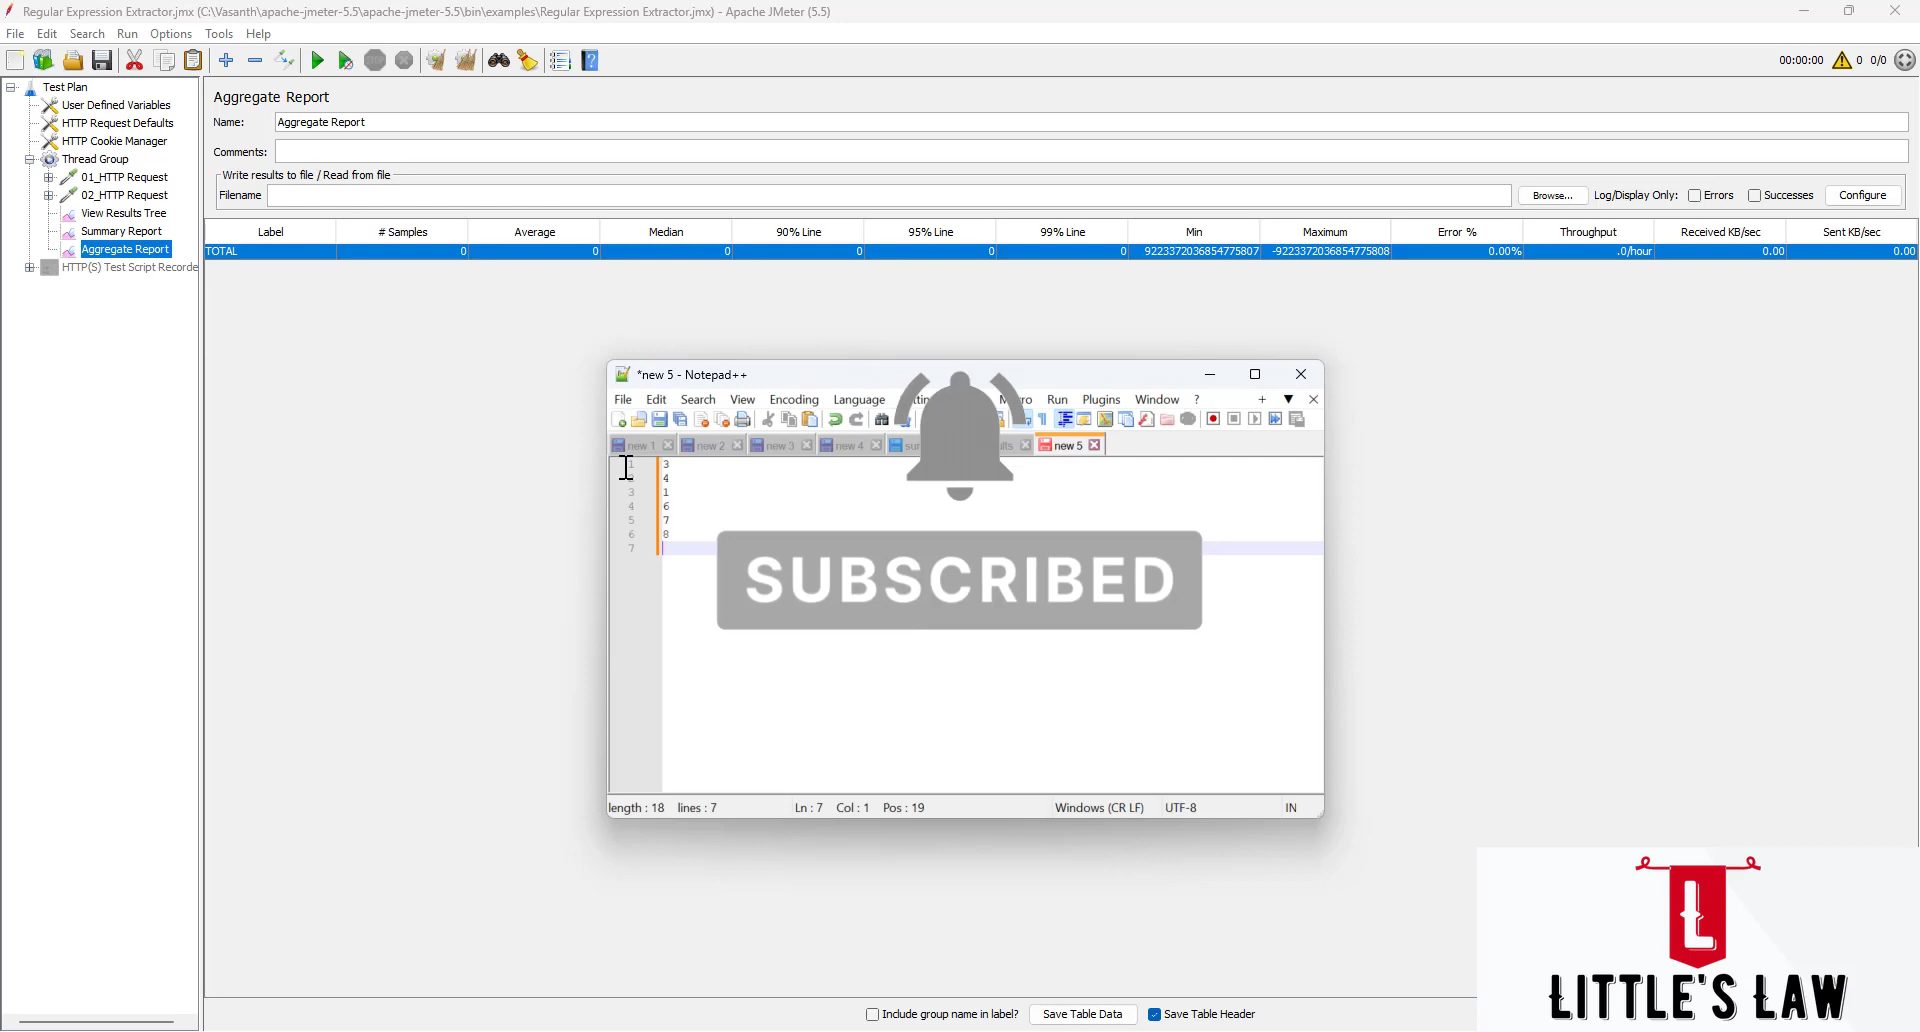 Regular Expression Extractor.jmx (C:\Vasanth\apache-jmeter-5.5\apache-jmeter-5.5\bin\examples\Regular Expression Extractor.jmx) - Apache JMeter (5.5)
File Edit Search Run Options Tools Help
00:00:00 0 0/0
Test Plan
User Defined Variables
HTTP Request Defaults
HTTP Cookie Manager
Thread Group
01_HTTP Request
02_HTTP Request
View Results Tree
Summary Report
Aggregate Report
HTTP(S) Test Script Recorde
Aggregate Report
Name: Aggregate Report
Comments:
Write results to file / Read from file
Filename Browse... Log/Display Only: Errors Successes Configure
Label # Samples Average Median 90% Line 95% Line 99% Line Min Maximum Error % Throughput Received KB/sec Sent KB/sec
TOTAL 0 0 0 0 0 0 9223372036854775807 -9223372036854775808 0.00% .0/hour 0.00 0.00
*new 5 - Notepad++
File Edit Search View Encoding Language Run Plugins Window ?
new 1 new 2 new 3 new 4 new 5
1 3
4
3 1
4 6
5 7
6 8
7
SUBSCRIBED
length : 18 lines : 7 Ln : 7 Col : 1 Pos : 19 Windows (CR LF) UTF-8 IN
Include group name in label? Save Table Data Save Table Header
L
LITTLE'S LAW